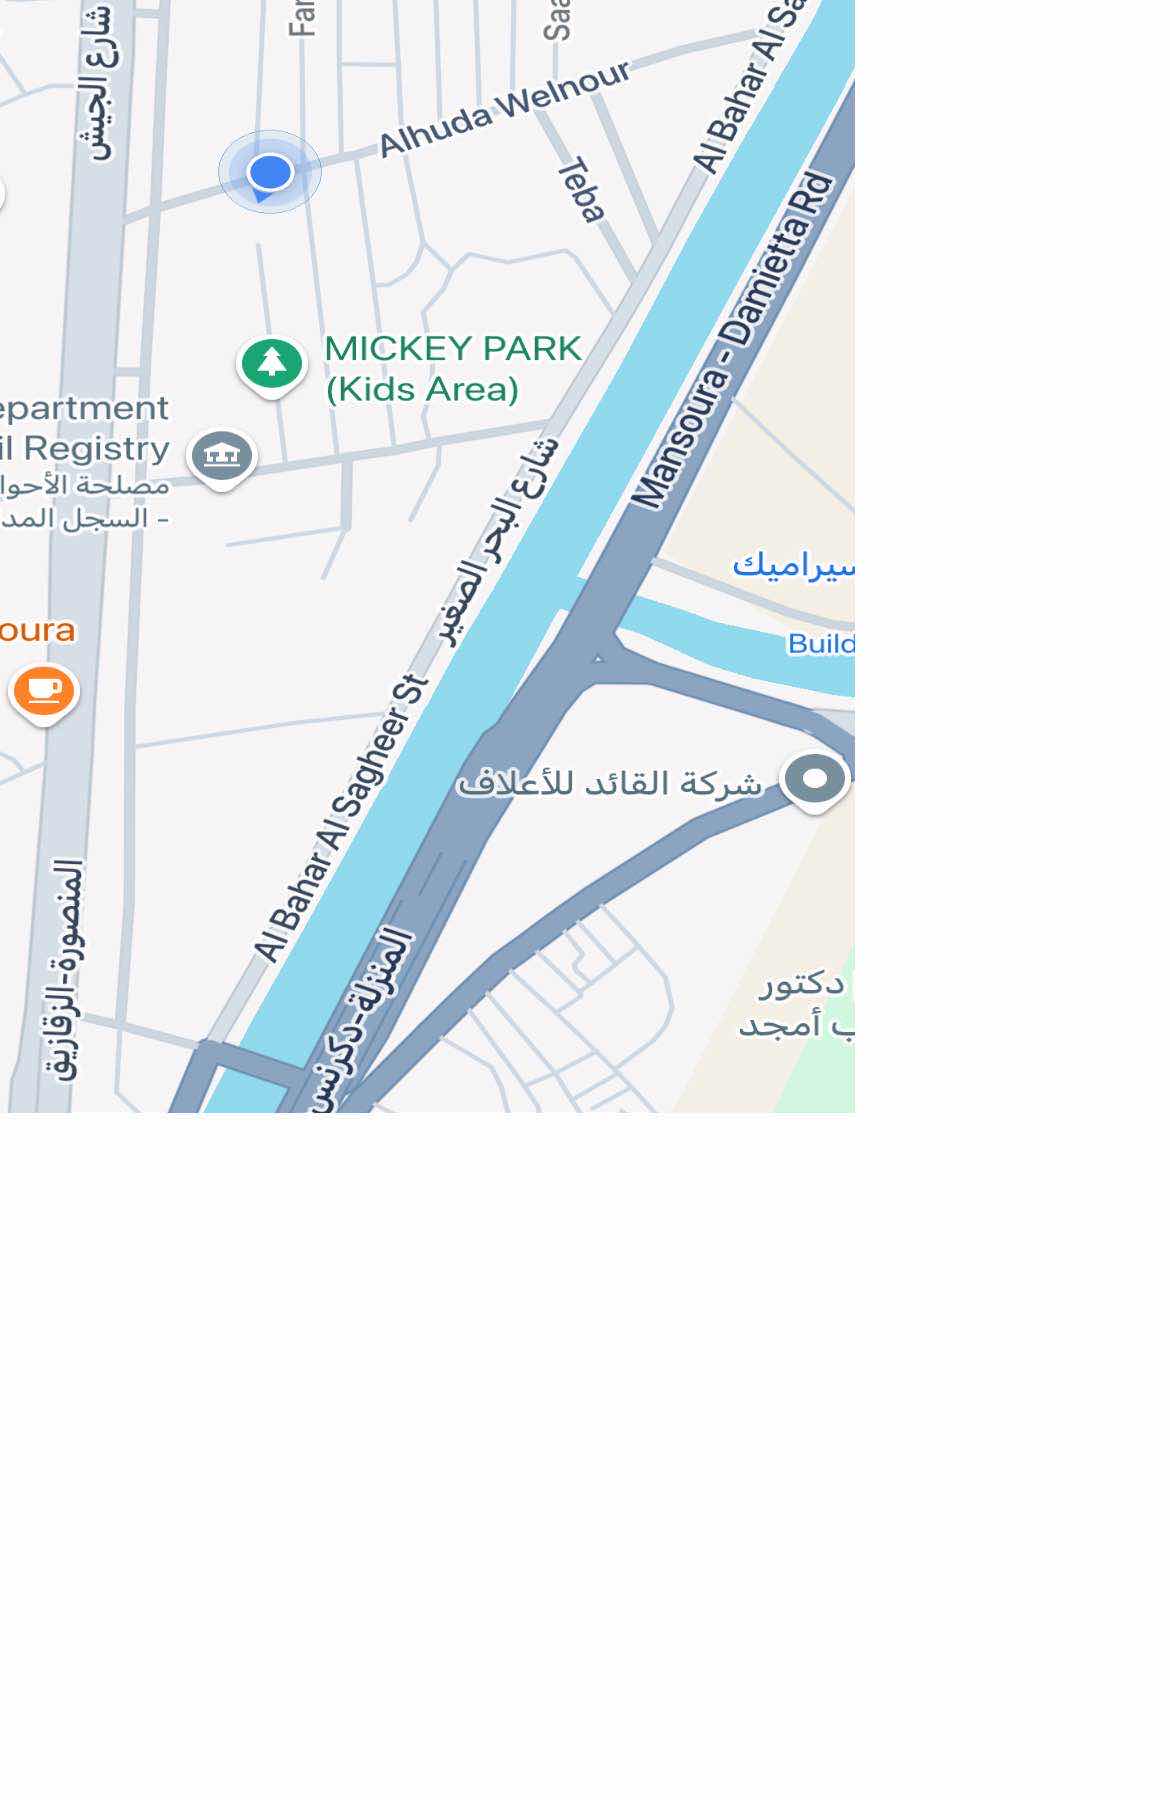 شارع الجيش
Al Bahar Al Sa
Alhuda Welnour
Teba
Mansoura - Damietta Rd
MICKEY PARK
(Kids Area)
epartment
il Registry
مصلحة الأحوا
- السجل المد
شارع البحر الصغير
سيراميك
Build
oura
Al Bahar Al Sagheer St
شركة القائد للأعلاف
المنصورة-الزقازيق
المنزلة-دكرنس
دكتور
ب أمجد